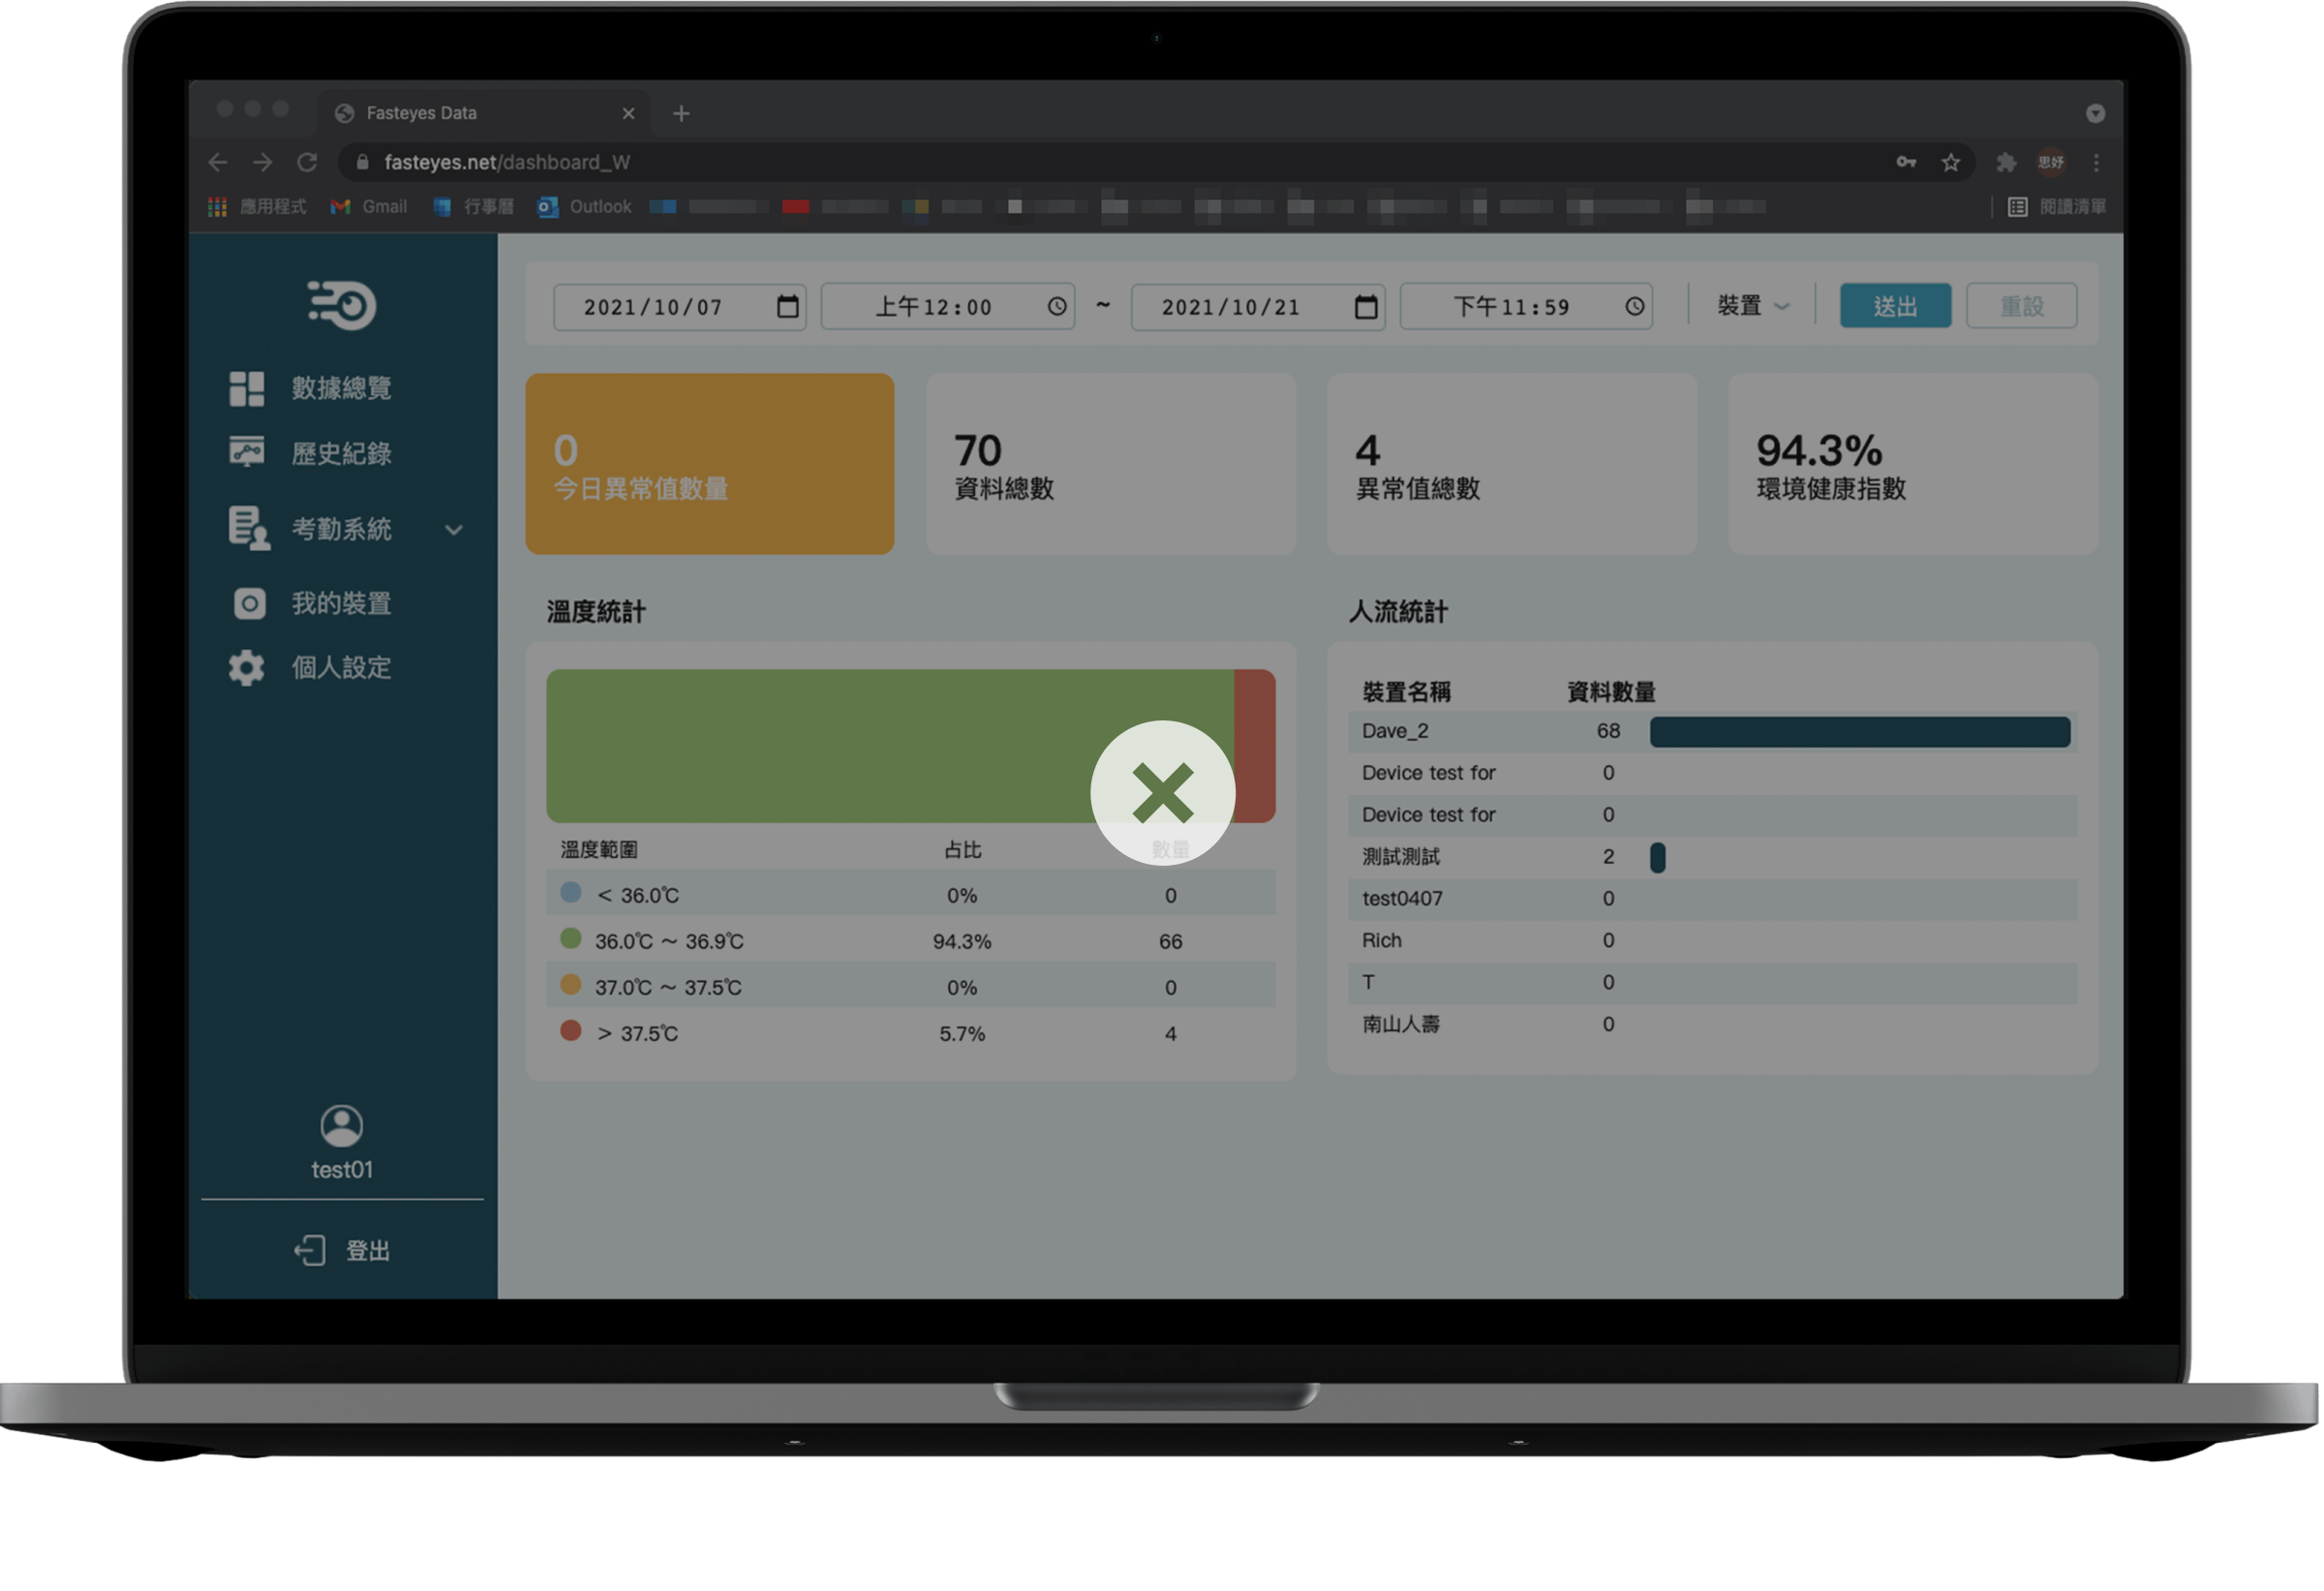 Fasteyes Data
fasteyes.net/dashboard_W
思妤
應用程式 Gmail 行事曆 Outlook 閱讀清單
2021/10/07 上午12:00 ~ 2021/10/21 下午11:59 裝置 送出 重設
數據總覽
歷史紀錄
考勤系統
我的裝置
個人設定
test01
登出
0
今日異常值數量
70
資料總數
4
異常值總數
94.3%
環境健康指數
溫度統計
溫度範圍 占比 數量
< 36.0℃ 0% 0
36.0℃ ~ 36.9℃ 94.3% 66
37.0℃ ~ 37.5℃ 0% 0
> 37.5℃ 5.7% 4
人流統計
裝置名稱 資料數量
Dave_2 68
Device test for 0
Device test for 0
測試測試 2
test0407 0
Rich 0
T 0
南山人壽 0